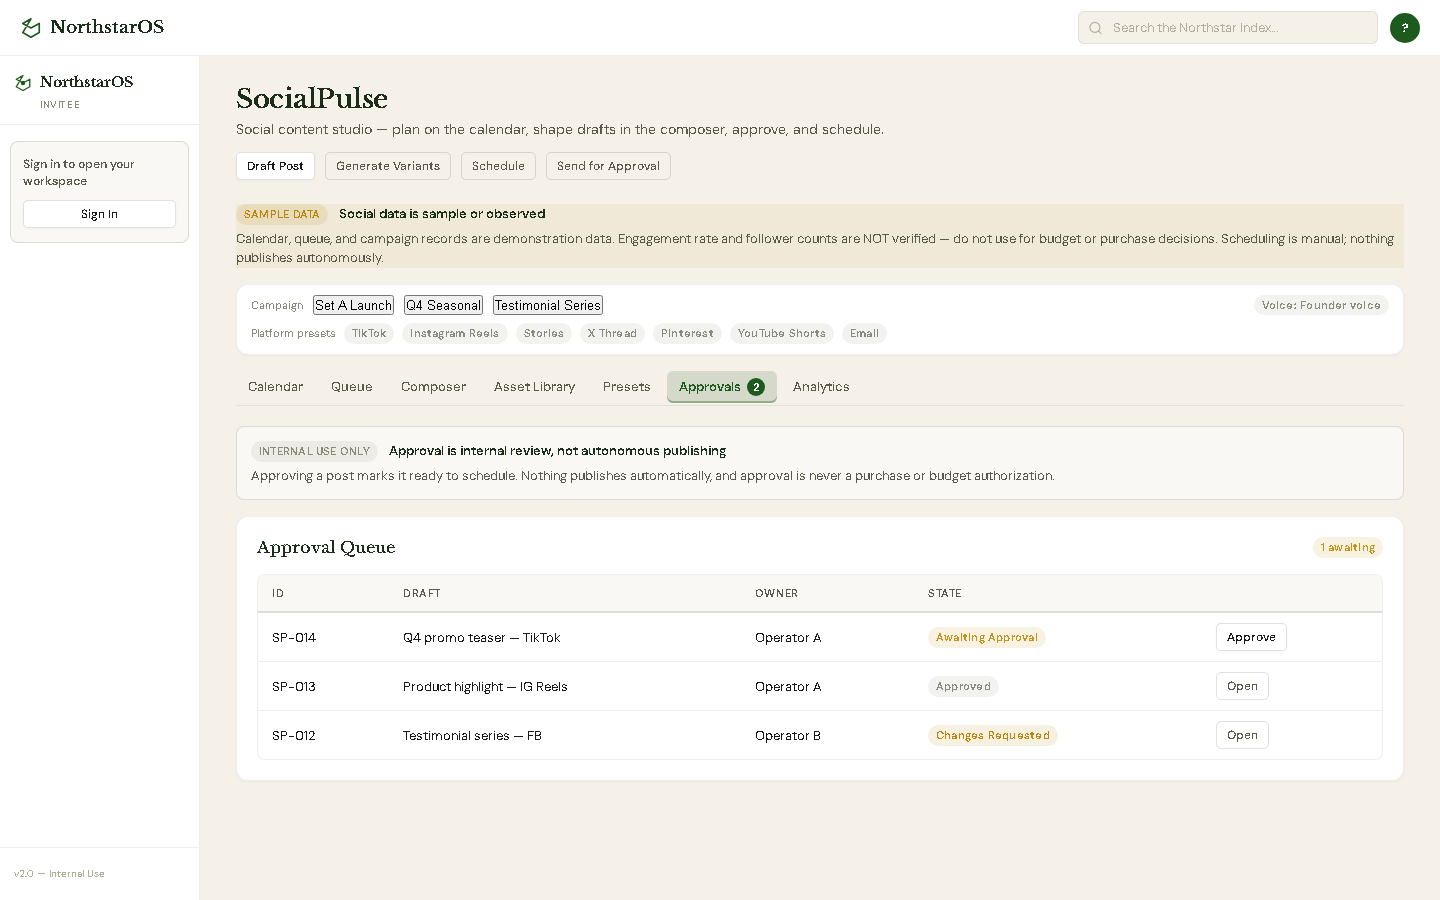 NorthstarOS
Search the Northstar Index...
?
NorthstarOS
INVITEE
Sign in to open your
workspace
Sign In
v2.0 — Internal Use
SocialPulse
Social content studio — plan on the calendar, shape drafts in the composer, approve, and schedule.
Draft Post Generate Variants Schedule Send for Approval
SAMPLE DATA Social data is sample or observed
Calendar, queue, and campaign records are demonstration data. Engagement rate and follower counts are NOT verified — do not use for budget or purchase decisions. Scheduling is manual; nothing
publishes autonomously.
Campaign Set A Launch Q4 Seasonal Testimonial Series Voice: Founder voice
Platform presets TikTok Instagram Reels Stories X Thread Pinterest YouTube Shorts Email
Calendar Queue Composer Asset Library Presets Approvals 2 Analytics
INTERNAL USE ONLY Approval is internal review, not autonomous publishing
Approving a post marks it ready to schedule. Nothing publishes automatically, and approval is never a purchase or budget authorization.
Approval Queue 1 awaiting
ID DRAFT OWNER STATE
SP-014 Q4 promo teaser — TikTok Operator A Awaiting Approval Approve
SP-013 Product highlight — IG Reels Operator A Approved Open
SP-012 Testimonial series — FB Operator B Changes Requested Open